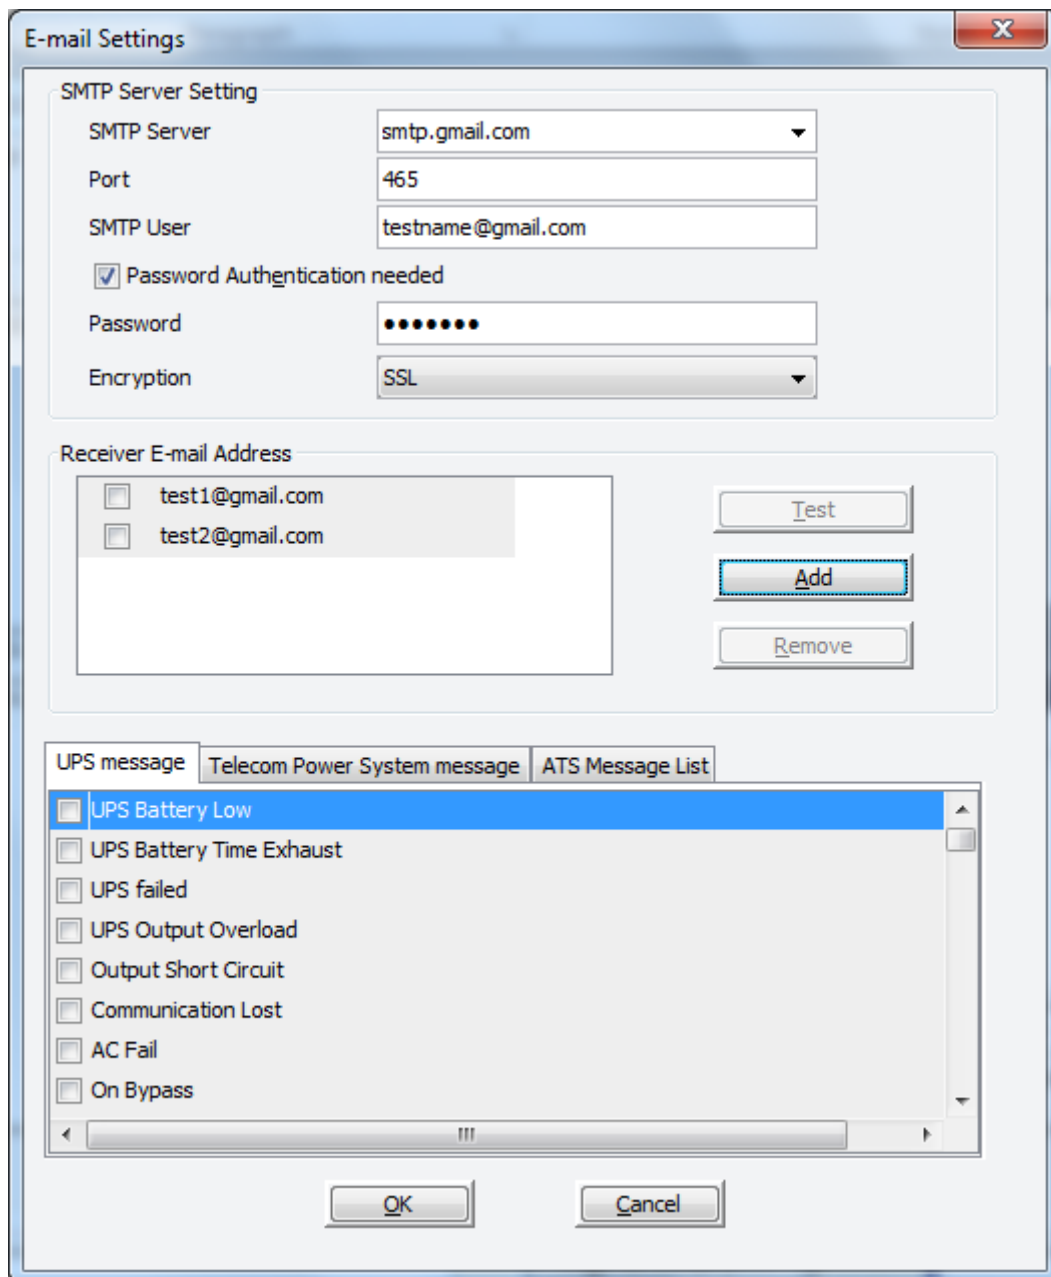 E-mail Settings
SMTP Server Setting
SMTP Server smtp.gmail.com
Port 465
SMTP User testname@gmail.com
Password Authentication needed
Password •••••••
Encryption SSL
Receiver E-mail Address
test1@gmail.com
test2@gmail.com
Test
Add
Remove
UPS message Telecom Power System message ATS Message List
UPS Battery Low
UPS Battery Time Exhaust
UPS failed
UPS Output Overload
Output Short Circuit
Communication Lost
AC Fail
On Bypass
OK Cancel